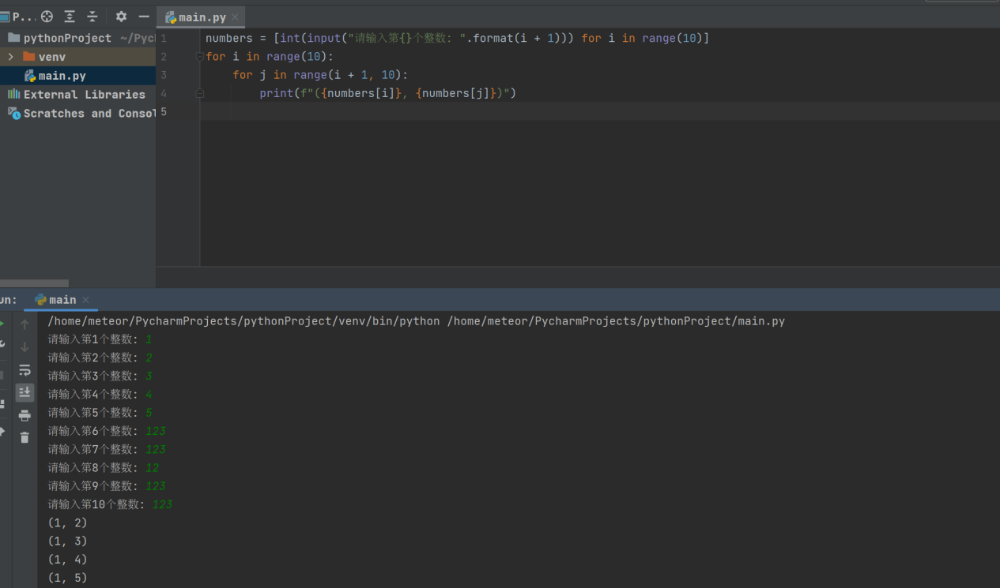 P...
main.py
pythonProject ~/Pyc
venv
main.py
External Libraries
Scratches and Consol
1 numbers = [int(input("请输入第{}个整数: ".format(i + 1))) for i in range(10)]
2 for i in range(10):
3 for j in range(i + 1, 10):
4 print(f"({numbers[i]}, {numbers[j]})")
5
un: main
/home/meteor/PycharmProjects/pythonProject/venv/bin/python /home/meteor/PycharmProjects/pythonProject/main.py
请输入第1个整数: 1
请输入第2个整数: 2
请输入第3个整数: 3
请输入第4个整数: 4
请输入第5个整数: 5
请输入第6个整数: 123
请输入第7个整数: 123
请输入第8个整数: 12
请输入第9个整数: 123
请输入第10个整数: 123
(1, 2)
(1, 3)
(1, 4)
(1, 5)